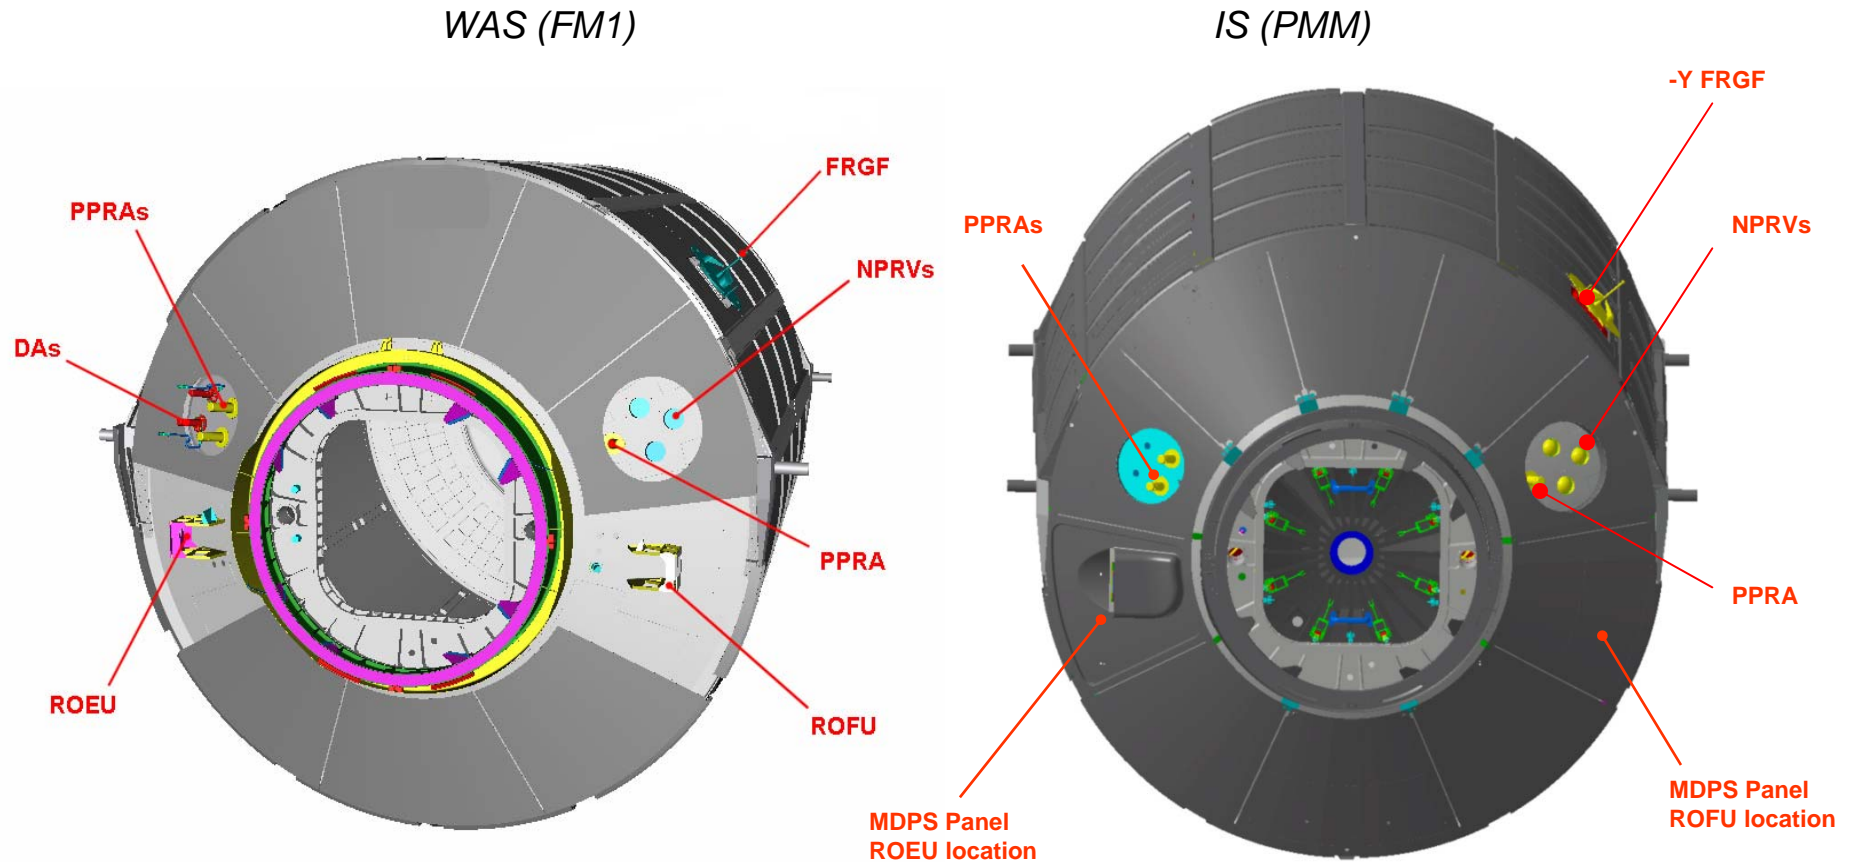 WAS (FM1)
IS (PMM)
FRGF
PPRAs
NPRVs
DAs
PPRA
ROEU
ROFU
-Y FRGF
PPRAs
NPRVs
PPRA
MDPS Panel
ROEU location
MDPS Panel
ROFU location